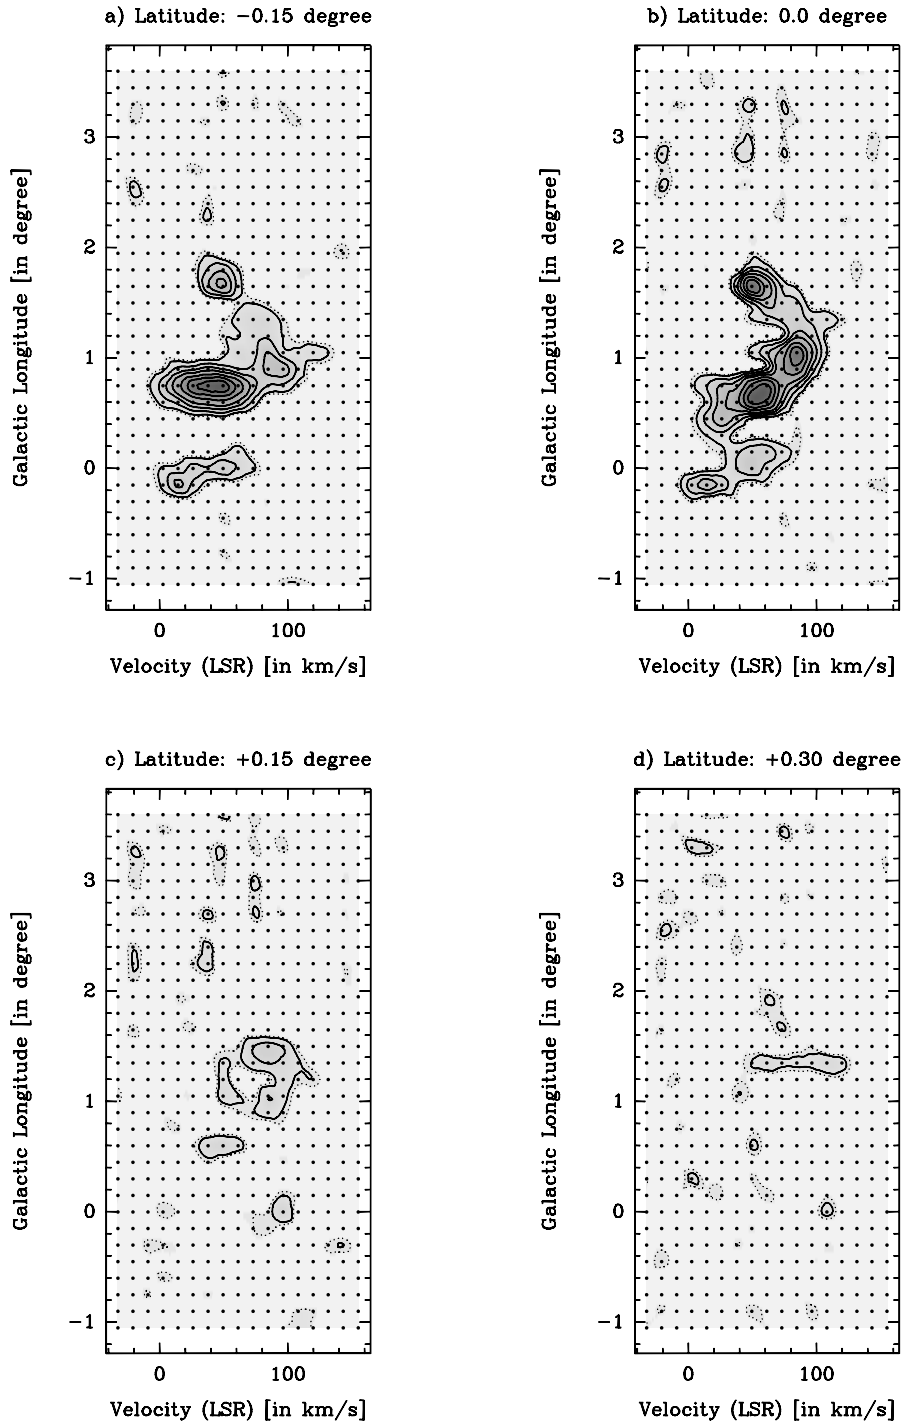 a) Latitude: −0.15 degree
b) Latitude: 0.0 degree
Galactic Longitude [in degree]
3
2
1
0
−1
0 100
Velocity (LSR) [in km/s]
Galactic Longitude [in degree]
3
2
1
0
−1
0 100
Velocity (LSR) [in km/s]
c) Latitude: +0.15 degree
d) Latitude: +0.30 degree
Galactic Longitude [in degree]
3
2
1
0
−1
0 100
Velocity (LSR) [in km/s]
Galactic Longitude [in degree]
3
2
1
0
−1
0 100
Velocity (LSR) [in km/s]